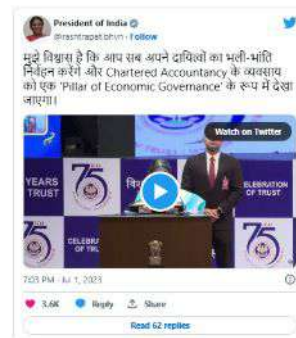 President of India
@rashtrapatibhvn · Follow
मुझे विश्वास है कि आप सब अपने दायित्वों का भली-भांति
निर्वहन करेंगे और Chartered Accountancy के व्यवसाय
को एक 'Pillar of Economic Governance' के रूप में देखा
जाएगा।
Watch on Twitter
YEARS
TRUST
75
CELEBRATION
OF TRUST
75
75
7:03 PM · Jul 1, 2023
3.6K Reply Share
Read 62 replies